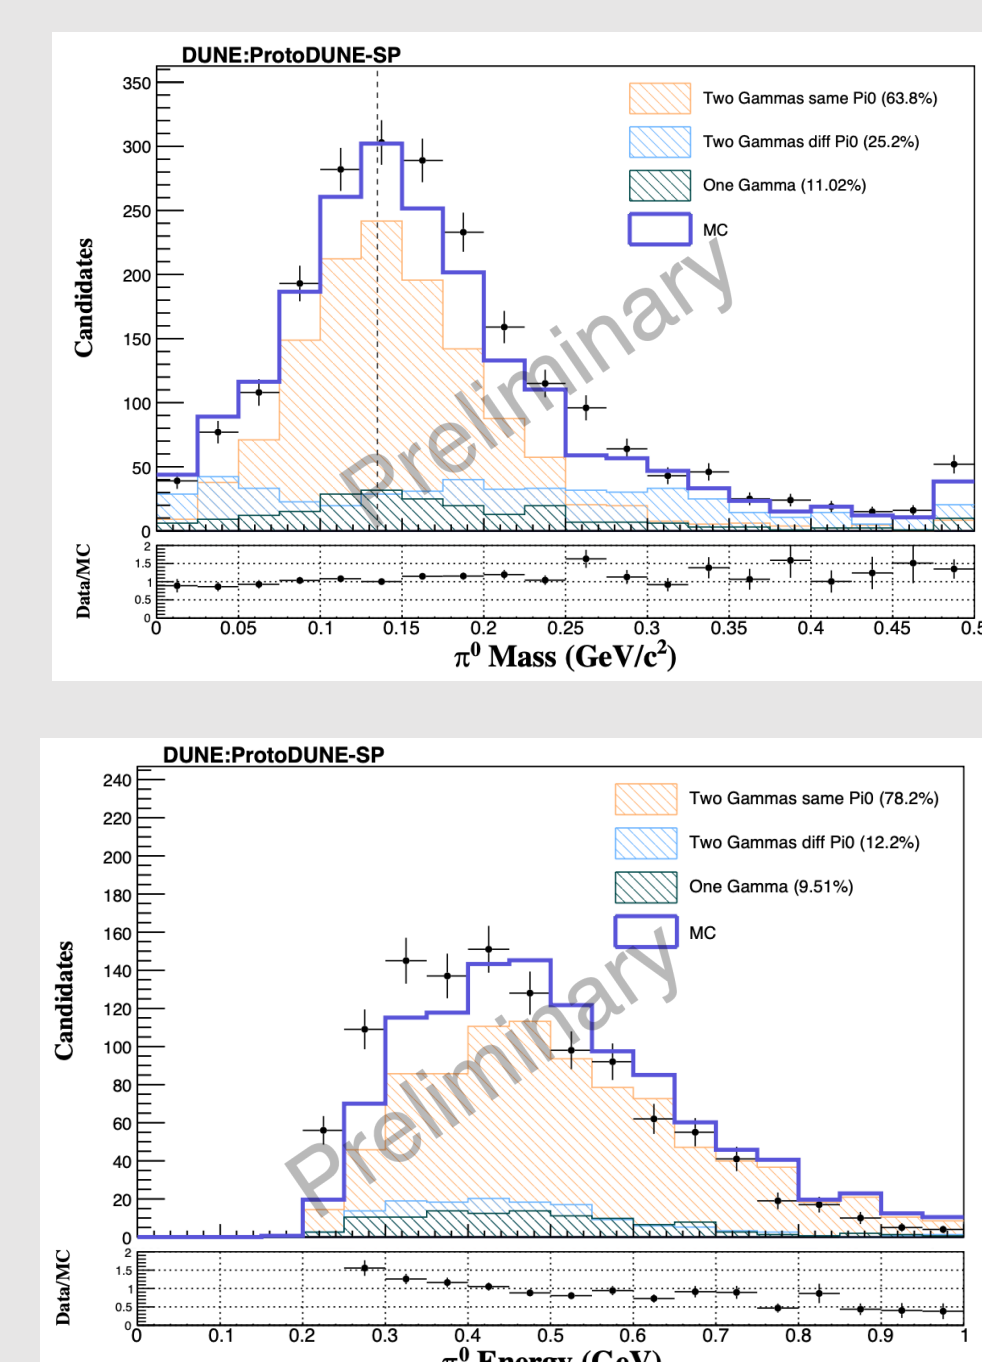 DUNE:ProtoDUNE-SP
350
300
250
200
150
100
50
0
Candidates
Two Gammas same Pi0 (63.8%)
Two Gammas diff Pi0 (25.2%)
One Gamma (11.02%)
MC
Preliminary
2
1.5
1
0.5
0
Data/MC
0 0.05 0.1 0.15 0.2 0.25 0.3 0.35 0.4 0.45 0.5
π⁰ Mass (GeV/c²)
DUNE:ProtoDUNE-SP
240
220
200
180
160
140
120
100
80
60
40
20
0
Candidates
Two Gammas same Pi0 (78.2%)
Two Gammas diff Pi0 (12.2%)
One Gamma (9.51%)
MC
Preliminary
2
1.5
1
0.5
0
Data/MC
0 0.1 0.2 0.3 0.4 0.5 0.6 0.7 0.8 0.9 1
π⁰ Energy (GeV)